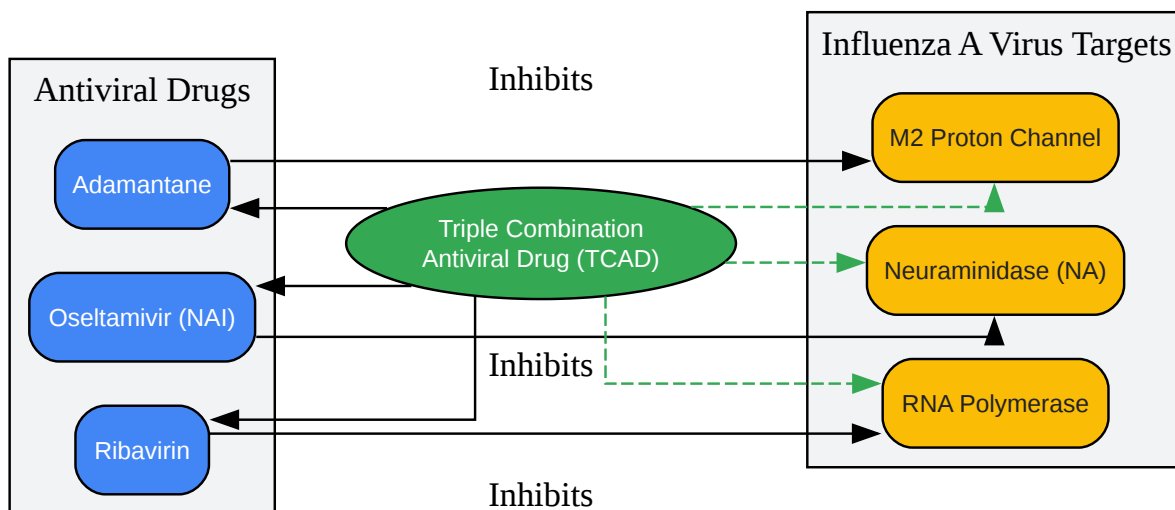 Influenza A Virus Targets
Antiviral Drugs
Inhibits
M2 Proton Channel
Adamantane
Triple Combination
Antiviral Drug (TCAD)
Neuraminidase (NA)
Oseltamivir (NAI)
Inhibits
RNA Polymerase
Ribavirin
Inhibits